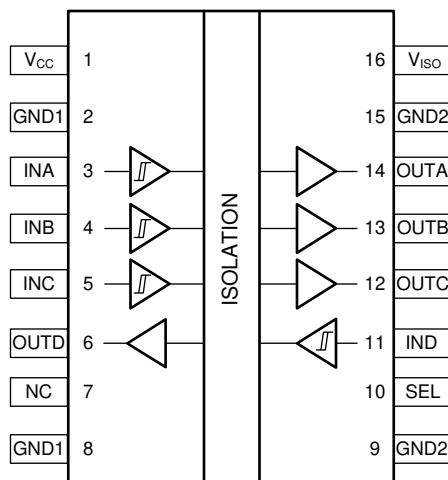 VCC 1 16 VISO
GND1 2 15 GND2
INA 3 14 OUTA
INB 4 13 OUTB
INC 5 12 OUTC
OUTD 6 11 IND
NC 7 10 SEL
GND1 8 9 GND2
ISOLATION